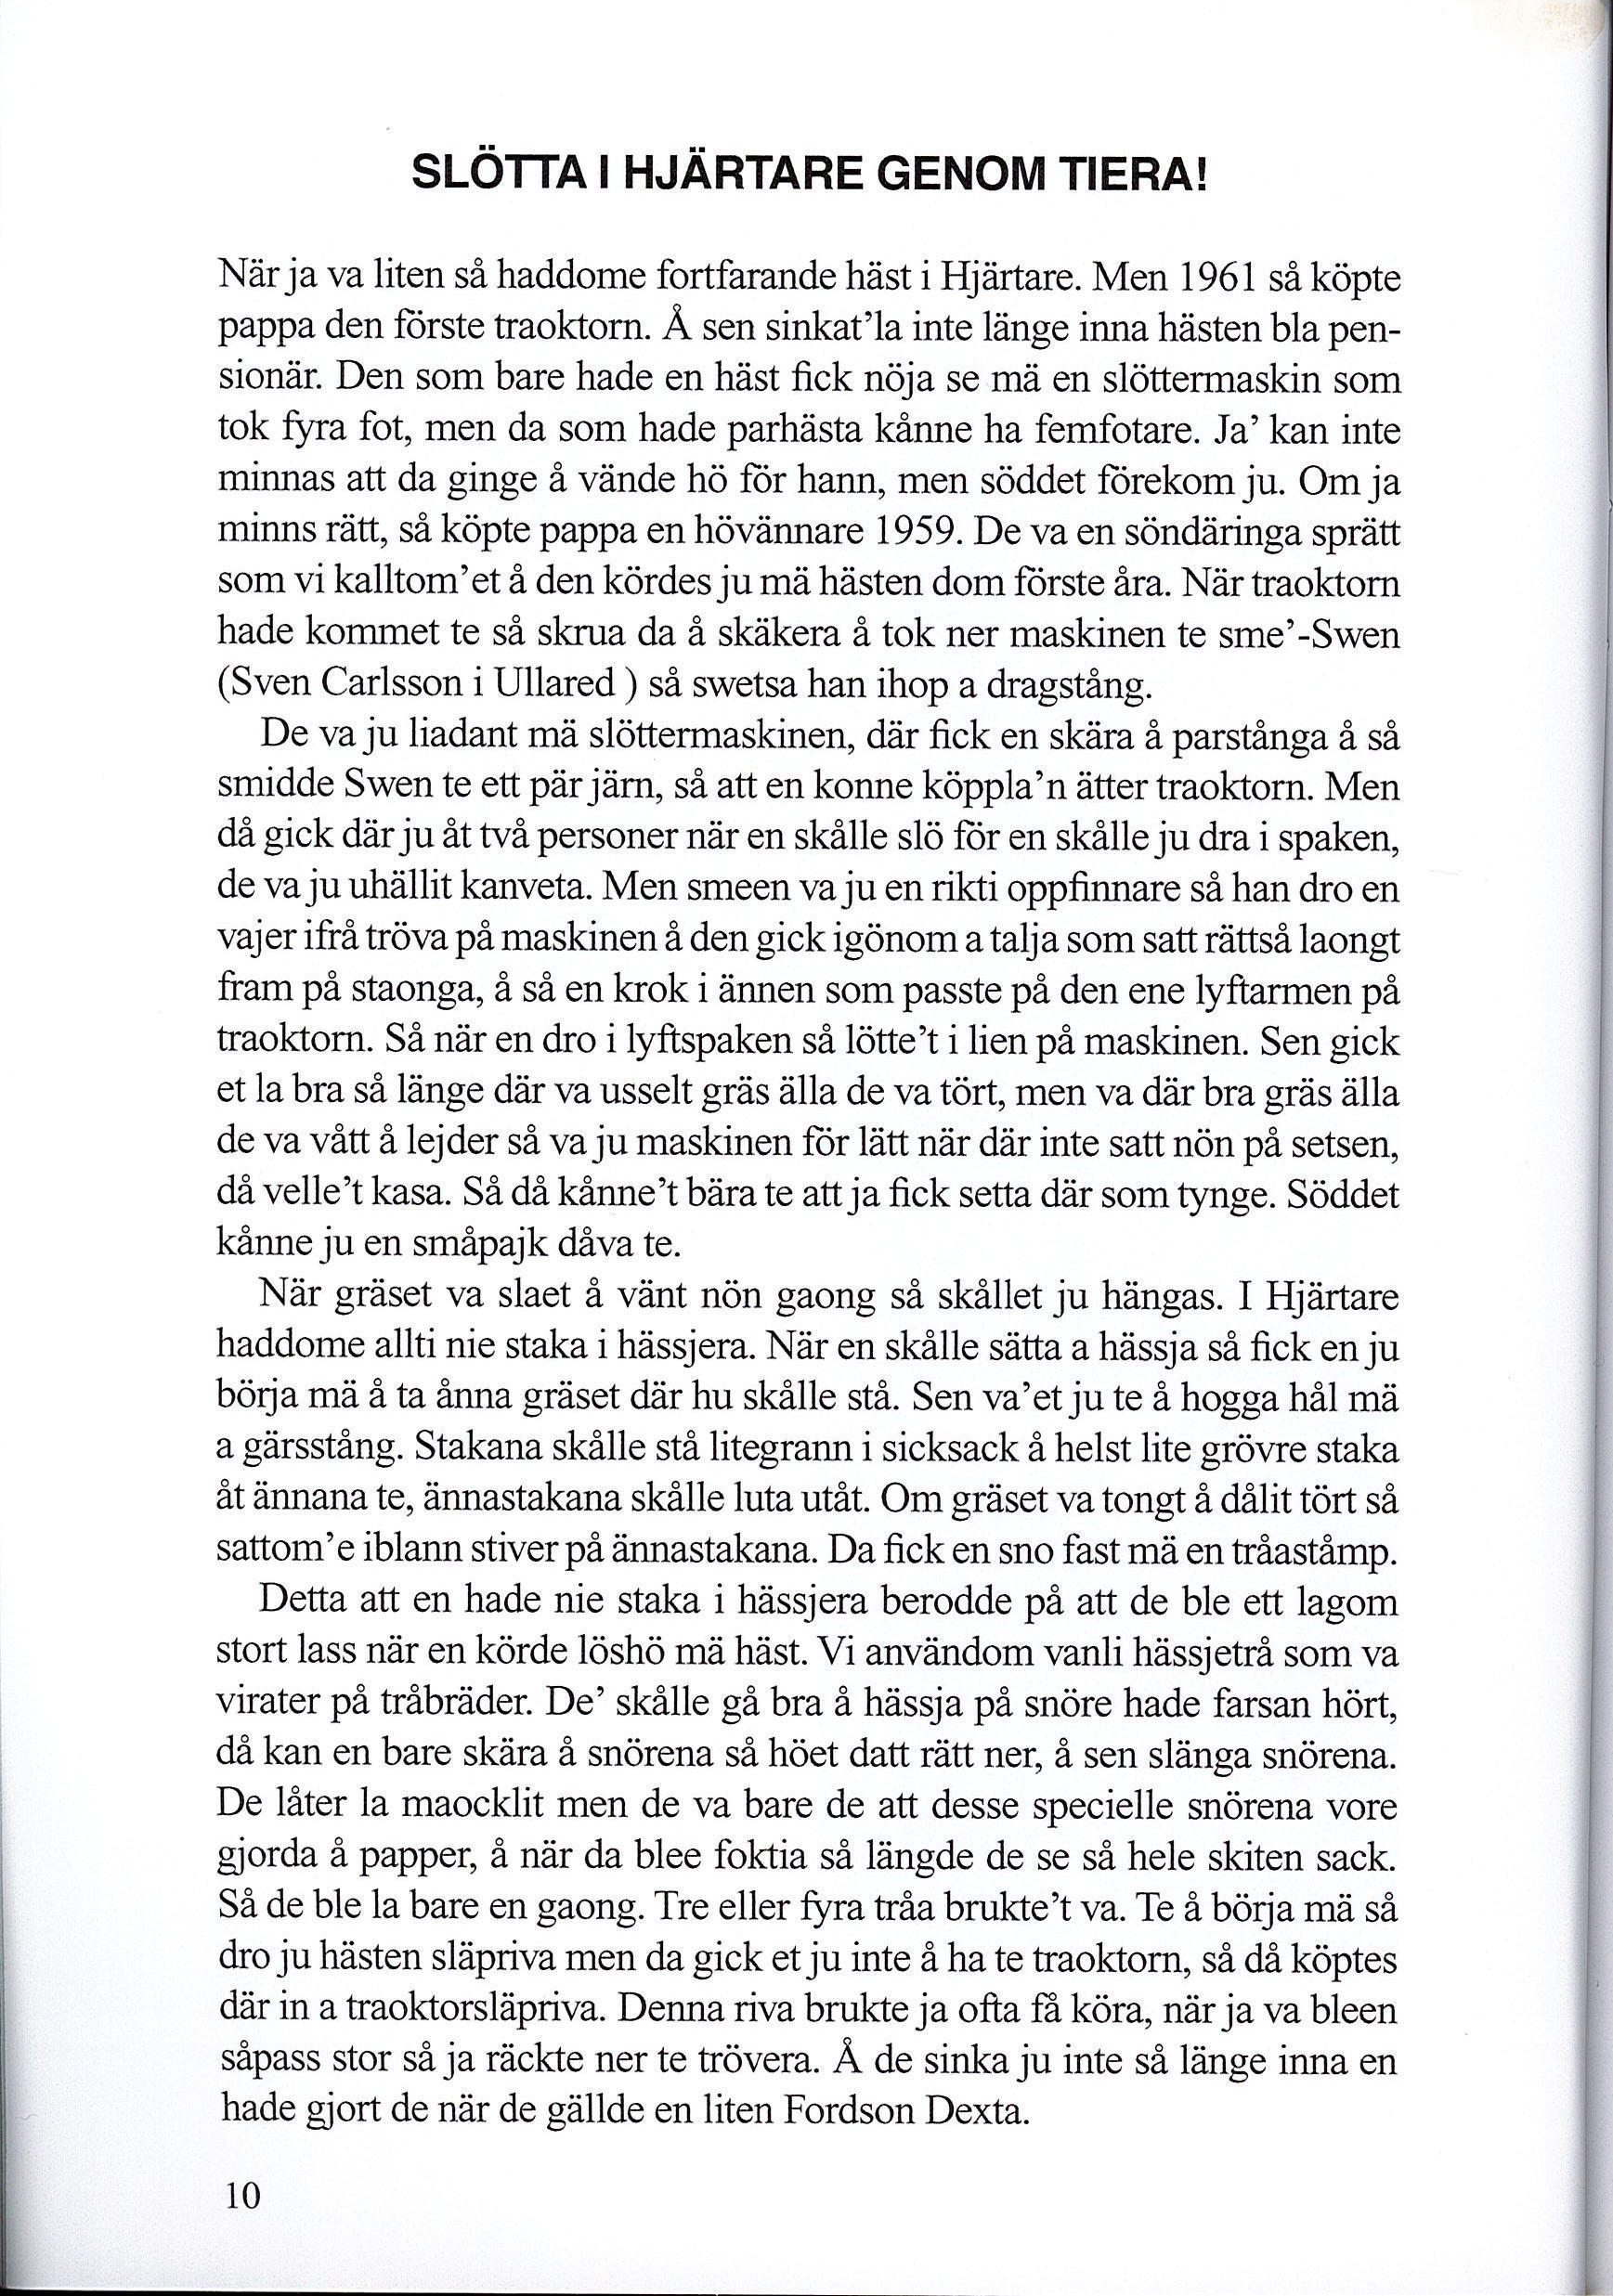 SLÖTTA I HJÄRTARE GENOM TIERA!
När ja va liten så haddome fortfarande häst i Hjärtare. Men 1961 så köpte
pappa den förste traoktorn. Å sen sinkat'la inte länge inna hästen bla pen-
sionär. Den som bare hade en häst fick nöja se mä en slöttermaskin som
tok fyra fot, men da som hade parhästa kånne ha femfotare. Ja' kan inte
minnas att da ginge å vände hö för hann, men söddet förekom ju. Om ja
minns rätt, så köpte pappa en hövännare 1959. De va en söndäringa sprätt
som vi kalltom'et å den kördes ju mä hästen dom förste åra. När traoktorn
hade kommet te så skrua da å skäkera å tok ner maskinen te sme'-Swen
(Sven Carlsson i Ullared ) så swetsa han ihop a dragstång.
De va ju liadant mä slöttermaskinen, där fick en skära å parstånga å så
smidde Swen te ett pär järn, så att en konne köppla'n ätter traoktorn. Men
då gick där ju åt två personer när en skålle slö för en skålle ju dra i spaken,
de va ju uhällit kanveta. Men smeen va ju en rikti oppfinnare så han dro en
vajer ifrå tröva på maskinen å den gick igönom a talja som satt rättså laongt
fram på staonga, å så en krok i ännen som passte på den ene lyftarmen på
traoktorn. Så när en dro i lyftspaken så lötte't i lien på maskinen. Sen gick
et la bra så länge där va usselt gräs älla de va tört, men va där bra gräs älla
de va vått å lejder så va ju maskinen för lätt när där inte satt nön på setsen,
då velle't kasa. Så då kånne't bära te att ja fick setta där som tynge. Söddet
kånne ju en småpajk dåva te.
När gräset va slaet å vänt nön gaong så skållet ju hängas. I Hjärtare
haddome allti nie staka i hässjera. När en skålle sätta a hässja så fick en ju
börja mä å ta ånna gräset där hu skålle stå. Sen va'et ju te å hogga hål mä
a gärsstång. Stakana skålle stå litegrann i sicksack å helst lite grövre staka
åt ännana te, ännastakana skålle luta utåt. Om gräset va tongt å dålit tört så
sattom'e iblann stiver på ännastakana. Da fick en sno fast mä en tråaståmp.
Detta att en hade nie staka i hässjera berodde på att de ble ett lagom
stort lass när en körde löshö mä häst. Vi användom vanli hässjetrå som va
virater på tråbräder. De' skålle gå bra å hässja på snöre hade farsan hört,
då kan en bare skära å snörena så höet datt rätt ner, å sen slänga snörena.
De låter la maocklit men de va bare de att desse specielle snörena vore
gjorda å papper, å när da blee foktia så längde de se så hele skiten sack.
Så de ble la bare en gaong. Tre eller fyra tråa brukte't va. Te å börja mä så
dro ju hästen släpriva men da gick et ju inte å ha te traoktorn, så då köptes
där in a traoktorsläpriva. Denna riva brukte ja ofta få köra, när ja va bleen
såpass stor så ja räckte ner te trövera. Å de sinka ju inte så länge inna en
hade gjort de när de gällde en liten Fordson Dexta.
10